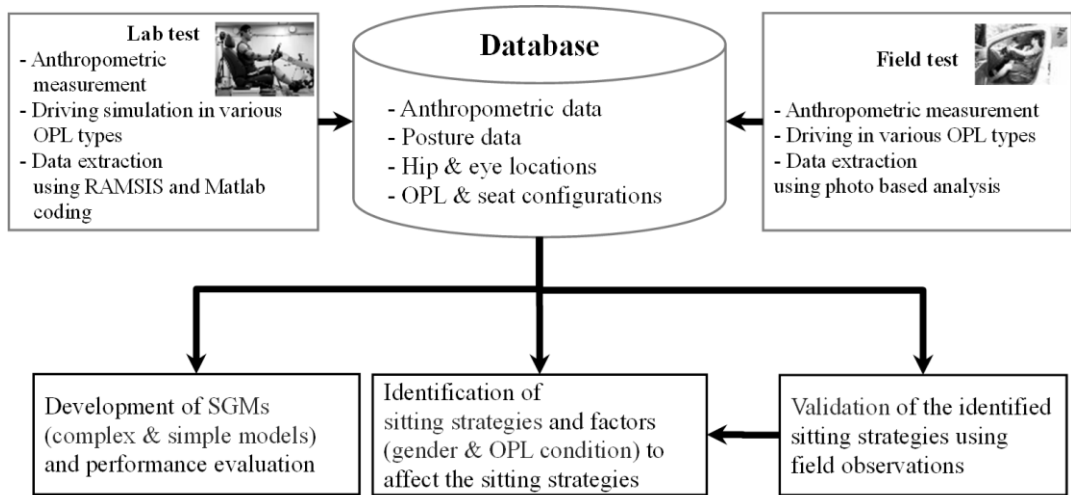 Lab test
- Anthropometric
measurement
- Driving simulation in various
OPL types
- Data extraction
using RAMSIS and Matlab
coding
Database
- Anthropometric data
- Posture data
- Hip & eye locations
- OPL & seat configurations
Field test
- Anthropometric measurement
- Driving in various OPL types
- Data extraction
using photo based analysis
Development of SGMs
(complex & simple models)
and performance evaluation
Identification of
sitting strategies and factors
(gender & OPL condition) to
affect the sitting strategies
Validation of the identified
sitting strategies using
field observations